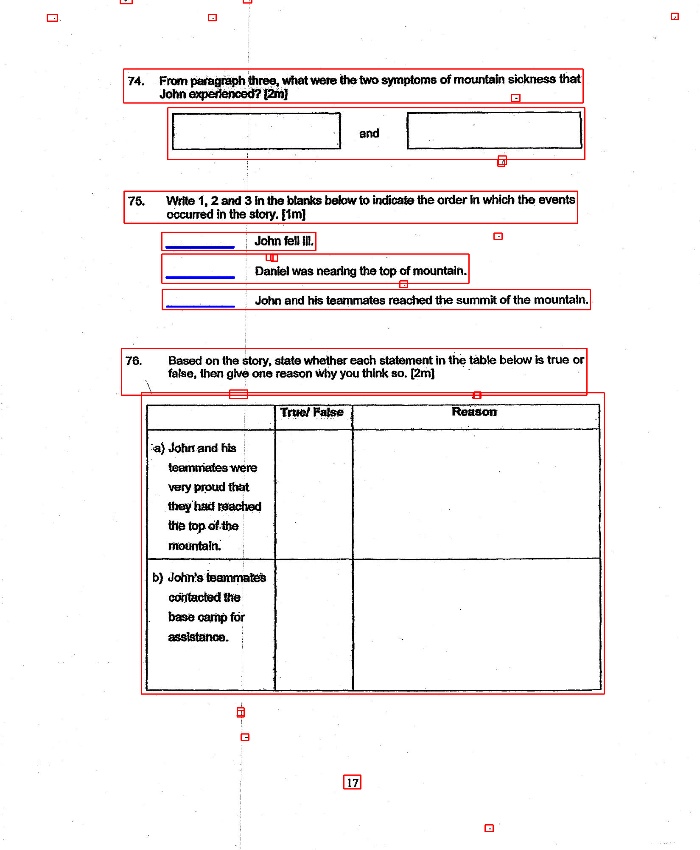 74. From paragraph three, what were the two symptoms of mountain sickness that
John experienced? [2m]
and
75. Write 1, 2 and 3 in the blanks below to indicate the order in which the events
occurred in the story. [1m]
John fell ill.
Daniel was nearing the top of mountain.
John and his teammates reached the summit of the mountain.
76. Based on the story, state whether each statement in the table below is true or
false, then give one reason why you think so. [2m]
True/ False Reason
a) John and his
teammates were
very proud that
they had reached
the top of the
mountain.
b) John's teammates
contacted the
base camp for
assistance.
17